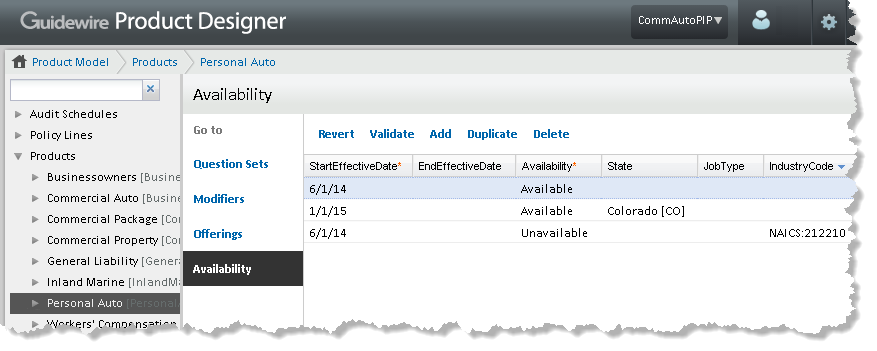 Guidewire Product Designer
CommAutoPIP▼
Product Model Products Personal Auto
Audit Schedules
Policy Lines
Products
Businessowners [Busine
Commercial Auto [Busine
Commercial Package [Co
Commercial Property [Co
General Liability [Genera
Inland Marine [InlandMa
Personal Auto [Personal
Workers' Compensation
Availability
Go to
Question Sets
Modifiers
Offerings
Availability
Revert Validate Add Duplicate Delete
StartEffectiveDate* EndEffectiveDate Availability* State JobType IndustryCode
6/1/14 Available
1/1/15 Available Colorado [CO]
6/1/14 Unavailable NAICS:212210